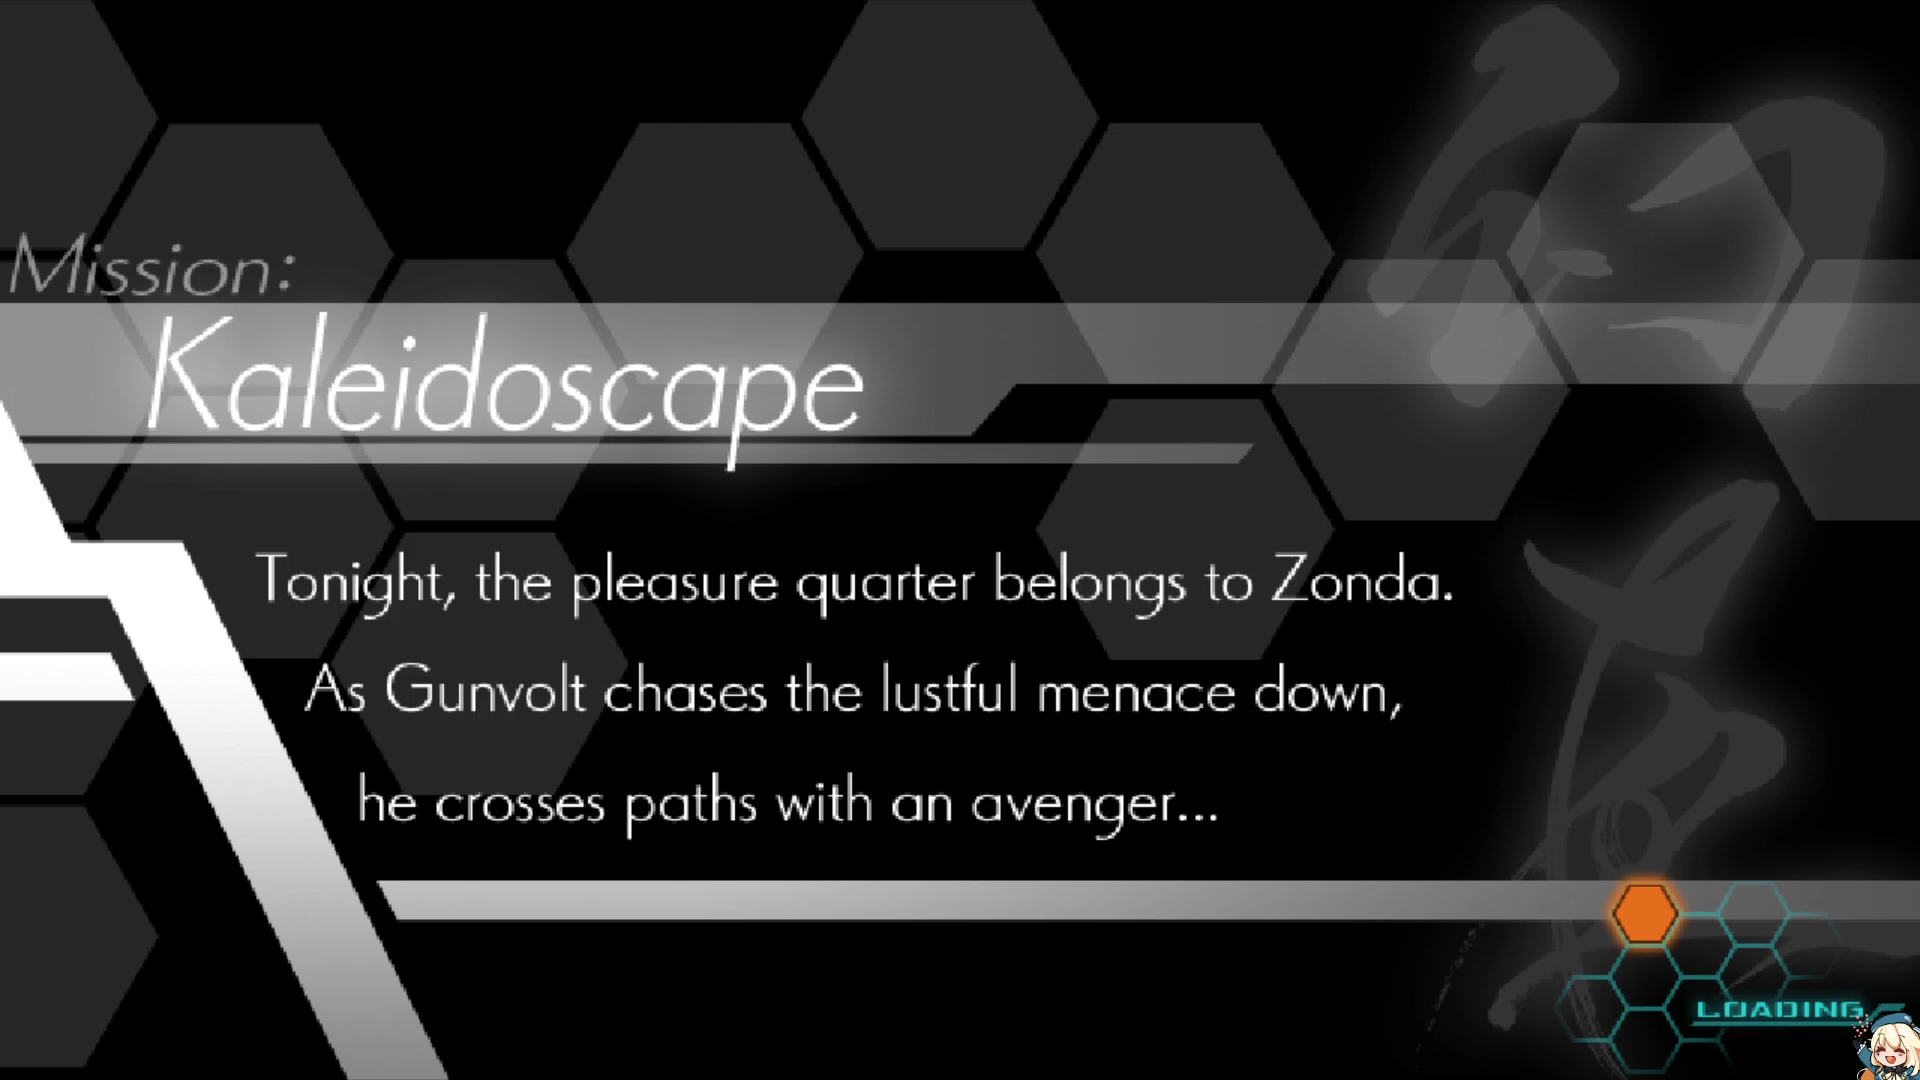 Mission:
Kaleidoscope
Tonight, the pleasure quarter belongs to Zonda.
As Gunvolt chases the lustful menace down,
he crosses paths with an avenger...
LOADING